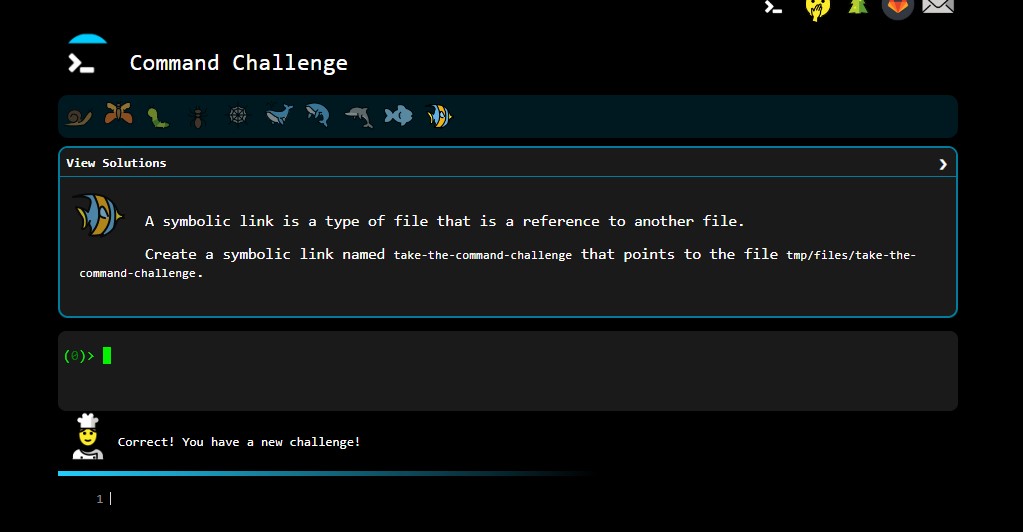 Command Challenge
View Solutions
A symbolic link is a type of file that is a reference to another file.
Create a symbolic link named take-the-command-challenge that points to the file tmp/files/take-the-
command-challenge.
(0)>
Correct! You have a new challenge!
1